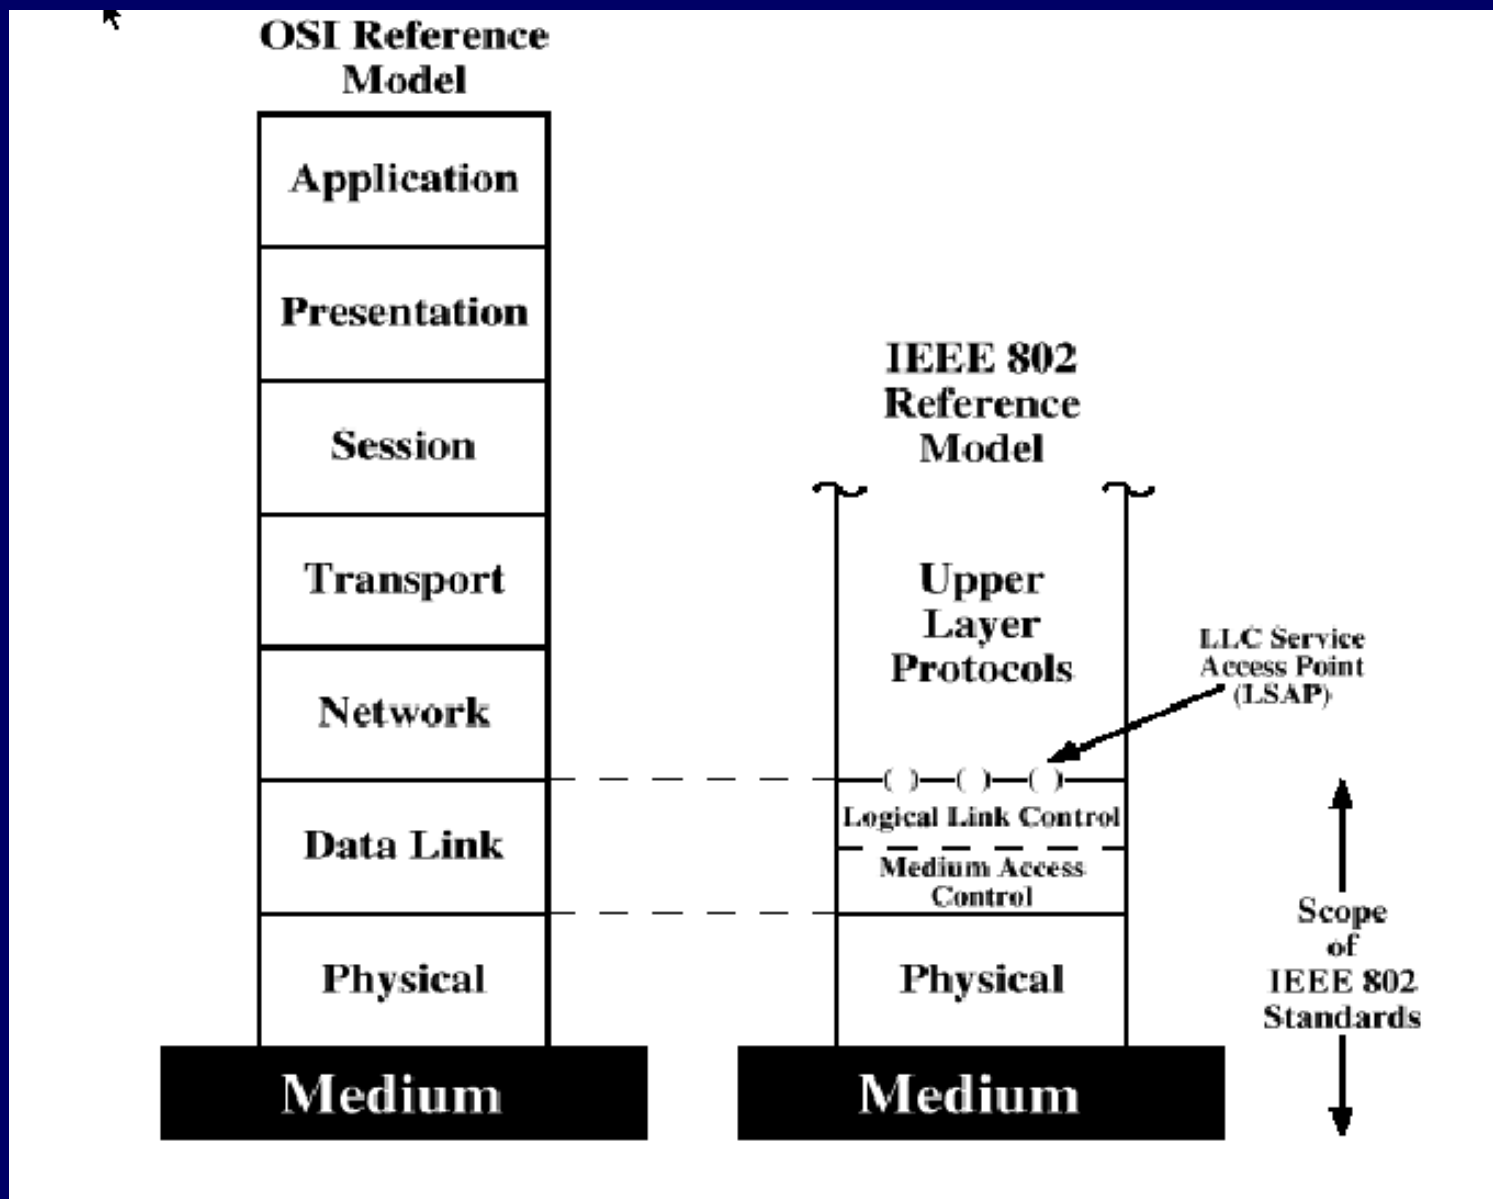 OSI Reference
Model
Application
Presentation
Session
Transport
Network
Data Link
Physical
Medium
IEEE 802
Reference
Model
Upper
Layer
Protocols
LLC Service
Access Point
(LSAP)
( ) ( ) ( )
Logical Link Control
Medium Access
Control
Physical
Medium
Scope
of
IEEE 802
Standards